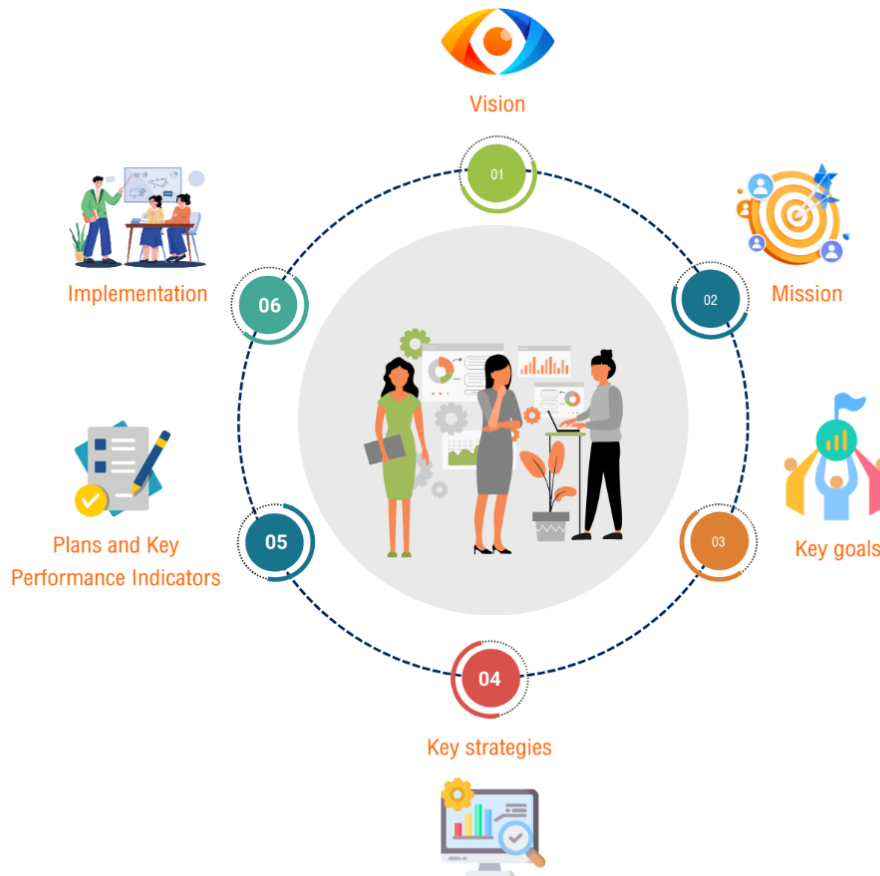 Vision
01
02
Mission
03
Key goals
04
Key strategies
05
Plans and Key
Performance Indicators
06
Implementation